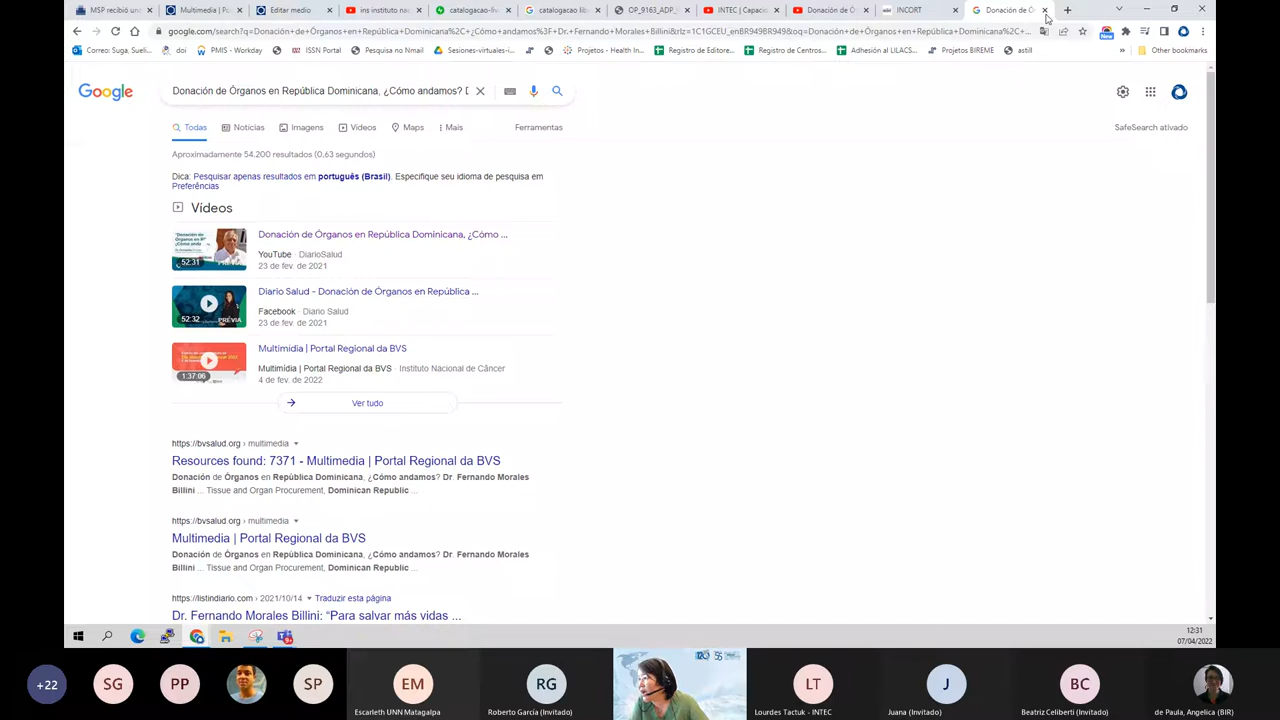 MSP recibió un
Multimedia | Po
Editar medio
ins instituto nac
catalogacao-liv
catalogacao lib
OP_9163_ADP_S
INTEC | Capacio
Donación de Ó
INCORT
Donación de Ór
google.com/search?q=Donación+de+Órganos+en+República+Dominicana%2C+¿Cómo+andamos%3F+Dr.+Fernando+Morales+Billini&rlz=1C1GCEU_enBR949BR949&oq=Donación+de+Órganos+en+República+Dominicana%2C+...
Correo: Suga, Sueli...
doi
PMIS - Workday
ISSN Portal
Pesquisa no Nmail
Sesiones-virtuales-i...
Projetos - Health In...
Registro de Editore...
Registro de Centros...
Adhesión al LILACS...
Projetos BIREME
astill
»
Other bookmarks
New
Google
Donación de Órganos en República Dominicana, ¿Cómo andamos? D
Todas
Notícias
Imagens
Vídeos
Maps
Mais
Ferramentas
SafeSearch ativado
Aproximadamente 54.200 resultados (0,63 segundos)
Dica: Pesquisar apenas resultados em português (Brasil). Especifique seu idioma de pesquisa em
Preferências
Vídeos
Donación de Órganos en República Dominicana, ¿Cómo ...
YouTube · DiarioSalud
23 de fev. de 2021
52:31
Diario Salud - Donación de Órganos en República ...
Facebook · Diario Salud
23 de fev. de 2021
52:32
PRÉVIA
Multimídia | Portal Regional da BVS
Multimídia | Portal Regional da BVS · Instituto Nacional de Câncer
4 de fev. de 2022
1:37:06
Ver tudo
https://bvsalud.org › multimedia
Resources found: 7371 - Multimedia | Portal Regional da BVS
Donación de Órganos en República Dominicana, ¿Cómo andamos? Dr. Fernando Morales
Billini ... Tissue and Organ Procurement, Dominican Republic ...
https://bvsalud.org › multimedia
Multimedia | Portal Regional da BVS
Donación de Órganos en República Dominicana, ¿Cómo andamos? Dr. Fernando Morales
Billini ... Tissue and Organ Procurement, Dominican Republic ...
https://listindiario.com › 2021/10/14
Traduzir esta página
Dr. Fernando Morales Billini: “Para salvar más vidas ...
12:31
07/04/2022
+22
SG
PP
SP
EM
Escarleth UNN Matagalpa
RG
Roberto García (Invitado)
LT
Lourdes Tactuk - INTEC
J
Juana (Invitado)
BC
Beatriz Celiberti (Invitado)
de Paula, Angelica (BIR)